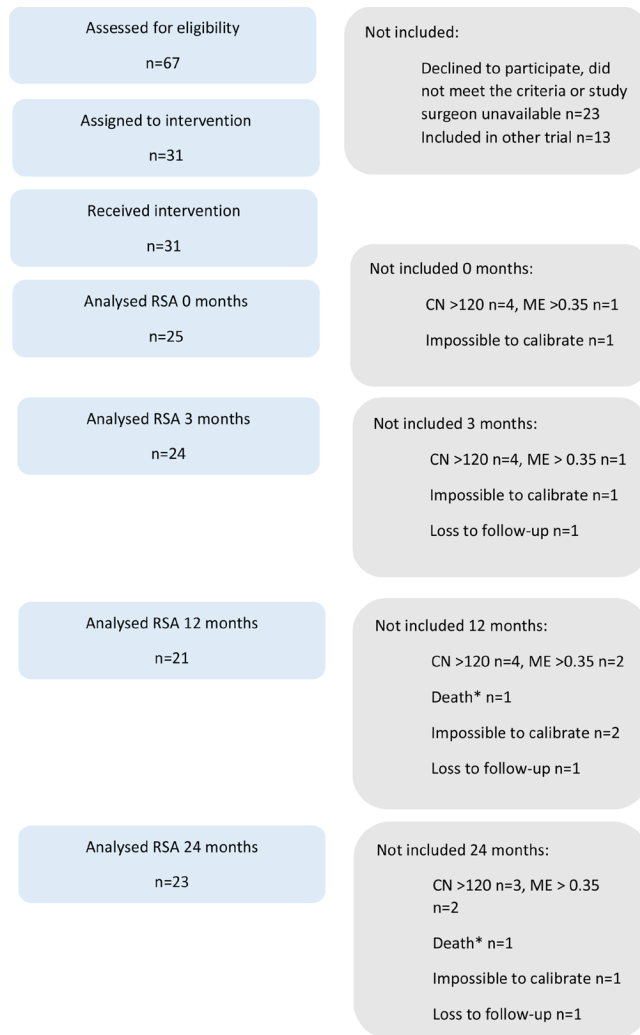 Assessed for eligibility
n=67
Not included:
Declined to participate, did
not meet the criteria or study
surgeon unavailable n=23
Included in other trial n=13
Assigned to intervention
n=31
Received intervention
n=31
Analysed RSA 0 months
n=25
Not included 0 months:
CN >120 n=4, ME >0.35 n=1
Impossible to calibrate n=1
Analysed RSA 3 months
n=24
Not included 3 months:
CN >120 n=4, ME > 0.35 n=1
Impossible to calibrate n=1
Loss to follow-up n=1
Analysed RSA 12 months
n=21
Not included 12 months:
CN >120 n=4, ME >0.35 n=2
Death* n=1
Impossible to calibrate n=2
Loss to follow-up n=1
Analysed RSA 24 months
n=23
Not included 24 months:
CN >120 n=3, ME > 0.35
n=2
Death* n=1
Impossible to calibrate n=1
Loss to follow-up n=1